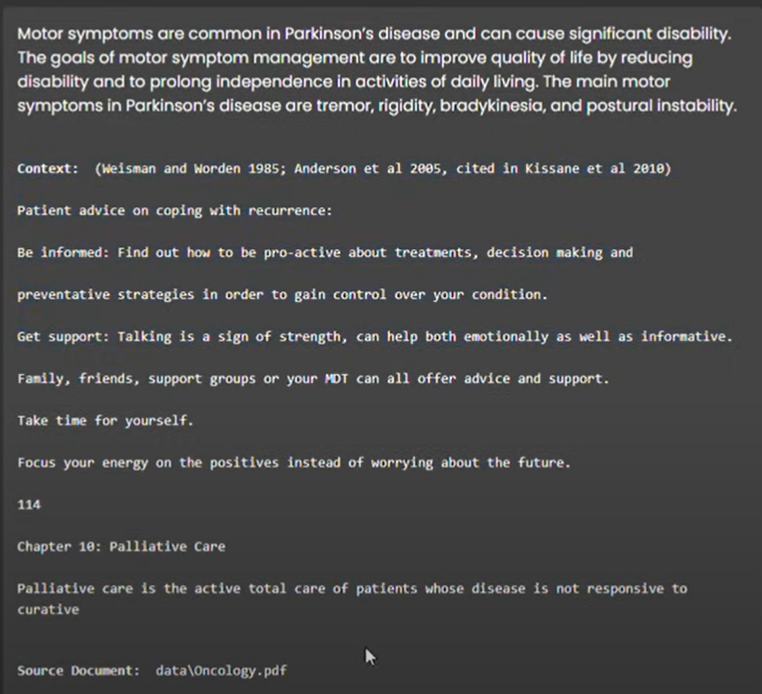 Motor symptoms are common in Parkinson's disease and can cause significant disability.
The goals of motor symptom management are to improve quality of life by reducing
disability and to prolong independence in activities of daily living. The main motor
symptoms in Parkinson's disease are tremor, rigidity, bradykinesia, and postural instability.
Context:  (Weisman and Worden 1985; Anderson et al 2005, cited in Kissane et al 2010)
Patient advice on coping with recurrence:
Be informed: Find out how to be pro-active about treatments, decision making and
preventative strategies in order to gain control over your condition.
Get support: Talking is a sign of strength, can help both emotionally as well as informative.
Family, friends, support groups or your MDT can all offer advice and support.
Take time for yourself.
Focus your energy on the positives instead of worrying about the future.
114
Chapter 10: Palliative Care
Palliative care is the active total care of patients whose disease is not responsive to
curative
Source Document:  data\Oncology.pdf